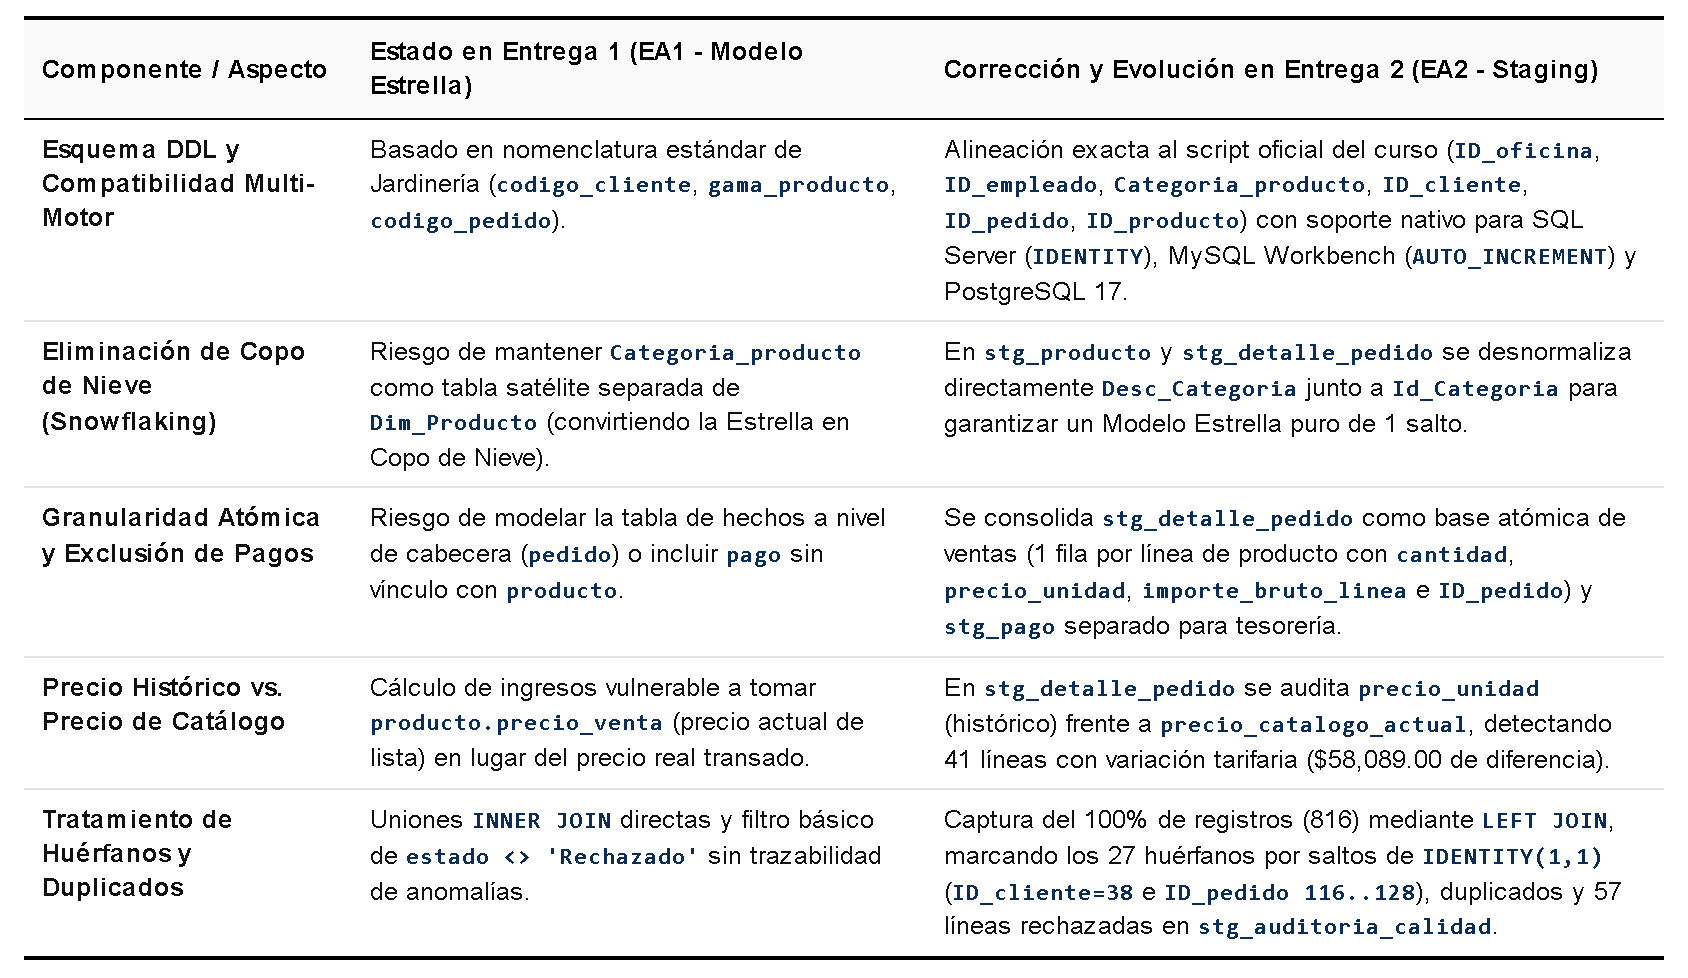 Componente / Aspecto
Estado en Entrega 1 (EA1 - Modelo
Estrella)
Corrección y Evolución en Entrega 2 (EA2 - Staging)
Esquema DDL y
Compatibilidad Multi-
Motor
Basado en nomenclatura estándar de
Jardinería (codigo_cliente, gama_producto,
codigo_pedido).
Alineación exacta al script oficial del curso (ID_oficina,
ID_empleado, Categoria_producto, ID_cliente,
ID_pedido, ID_producto) con soporte nativo para SQL
Server (IDENTITY), MySQL Workbench (AUTO_INCREMENT) y
PostgreSQL 17.
Eliminación de Copo
de Nieve
(Snowflaking)
Riesgo de mantener Categoria_producto
como tabla satélite separada de
Dim_Producto (convirtiendo la Estrella en
Copo de Nieve).
En stg_producto y stg_detalle_pedido se desnormaliza
directamente Desc_Categoria junto a Id_Categoria para
garantizar un Modelo Estrella puro de 1 salto.
Granularidad Atómica
y Exclusión de Pagos
Riesgo de modelar la tabla de hechos a nivel
de cabecera (pedido) o incluir pago sin
vínculo con producto.
Se consolida stg_detalle_pedido como base atómica de
ventas (1 fila por línea de producto con cantidad,
precio_unidad, importe_bruto_linea e ID_pedido) y
stg_pago separado para tesorería.
Precio Histórico vs.
Precio de Catálogo
Cálculo de ingresos vulnerable a tomar
producto.precio_venta (precio actual de
lista) en lugar del precio real transado.
En stg_detalle_pedido se audita precio_unidad
(histórico) frente a precio_catalogo_actual, detectando
41 líneas con variación tarifaria ($58,089.00 de diferencia).
Tratamiento de
Huérfanos y
Duplicados
Uniones INNER JOIN directas y filtro básico
de estado <> 'Rechazado' sin trazabilidad
de anomalías.
Captura del 100% de registros (816) mediante LEFT JOIN,
marcando los 27 huérfanos por saltos de IDENTITY(1,1)
(ID_cliente=38 e ID_pedido 116..128), duplicados y 57
líneas rechazadas en stg_auditoria_calidad.